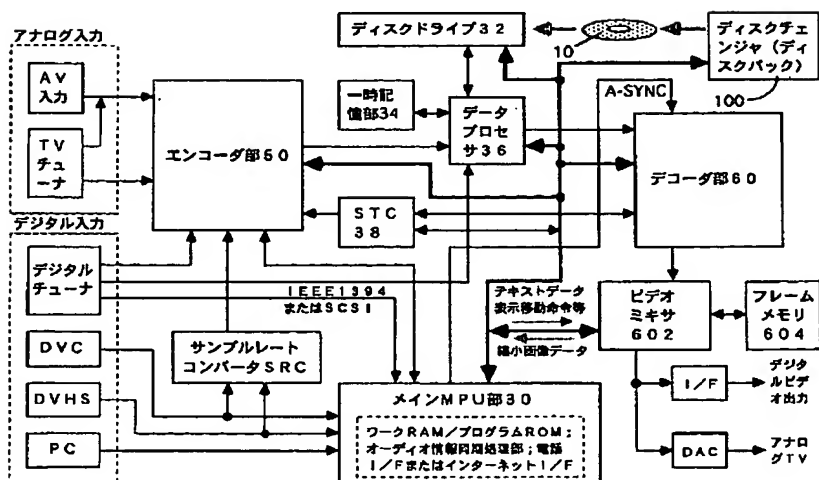 アナログ入力
AV
入力
TV
チュ
ーナ
デジタル入力
デジタル
チューナ
DVC
DVHS
PC
エンコーダ部50
サンプルレート
コンバータSRC
IEEE1394
またはSCSI
ディスクドライブ32
一時記
憶部34
データ
プロセ
サ36
STC
38
10
ディスクチェ
ンジャ(ディ
スクパック)
100
A-SYNC
デコーダ部60
テキストデータ
表示移動命令等
縮小画像データ
ビデオ
ミキサ
602
フレーム
メモリ
604
I/F
デジタ
ルビデ
オ出力
DAC
アナロ
グTV
メインMPU部30
ワークRAM/プログラムROM;
オーディオ情報同期処理部;電話
I/FまたはインターネットI/F